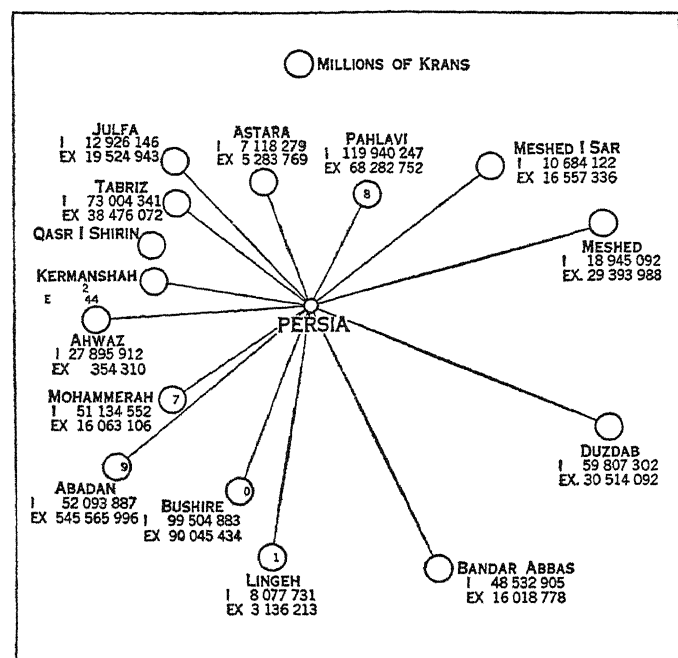 MILLIONS OF KRANS
JULFA
I 12 926 146
EX 19 524 943
ASTARA
I 7 118 279
EX 5 283 769
PAHLAVI
I 119 940 247
EX 68 282 752
8
MESHED I SAR
I 10 684 122
EX 16 557 336
TABRIZ
I 73 004 341
EX 38 476 072
QASR I SHIRIN
MESHED
I 18 945 092
EX. 29 393 988
KERMANSHAH
2
E 44
PERSIA
AHWAZ
I 27 895 912
EX 354 310
MOHAMMERAH
7
I 51 134 552
EX 16 063 106
DUZDAB
I 59 807 302
EX. 30 514 092
9
ABADAN
I 52 093 887
EX 545 565 996
0
BUSHIRE
I 99 504 883
EX 90 045 434
1
LINGEH
I 8 077 731
EX 3 136 213
BANDAR ABBAS
I 48 532 905
EX 16 018 778